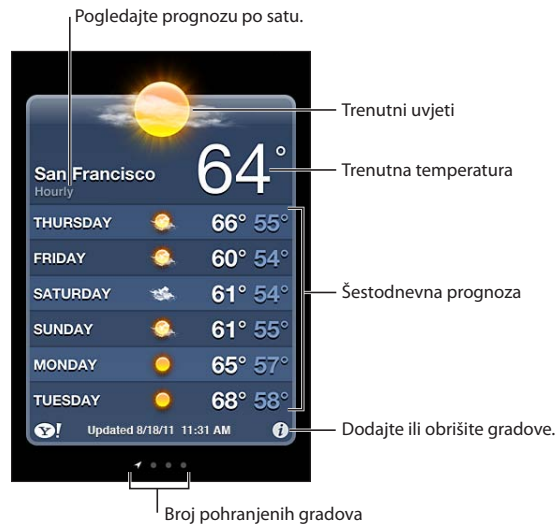 Pogledajte prognozu po satu.
Trenutni uvjeti
64°
San Francisco
Hourly
Trenutna temperatura
THURSDAY 66° 55°
FRIDAY 60° 54°
SATURDAY 61° 54°
Šestodnevna prognoza
SUNDAY 61° 55°
MONDAY 65° 57°
TUESDAY 68° 58°
Y! Updated 8/18/11 11:31 AM i
Dodajte ili obrišite gradove.
Broj pohranjenih gradova